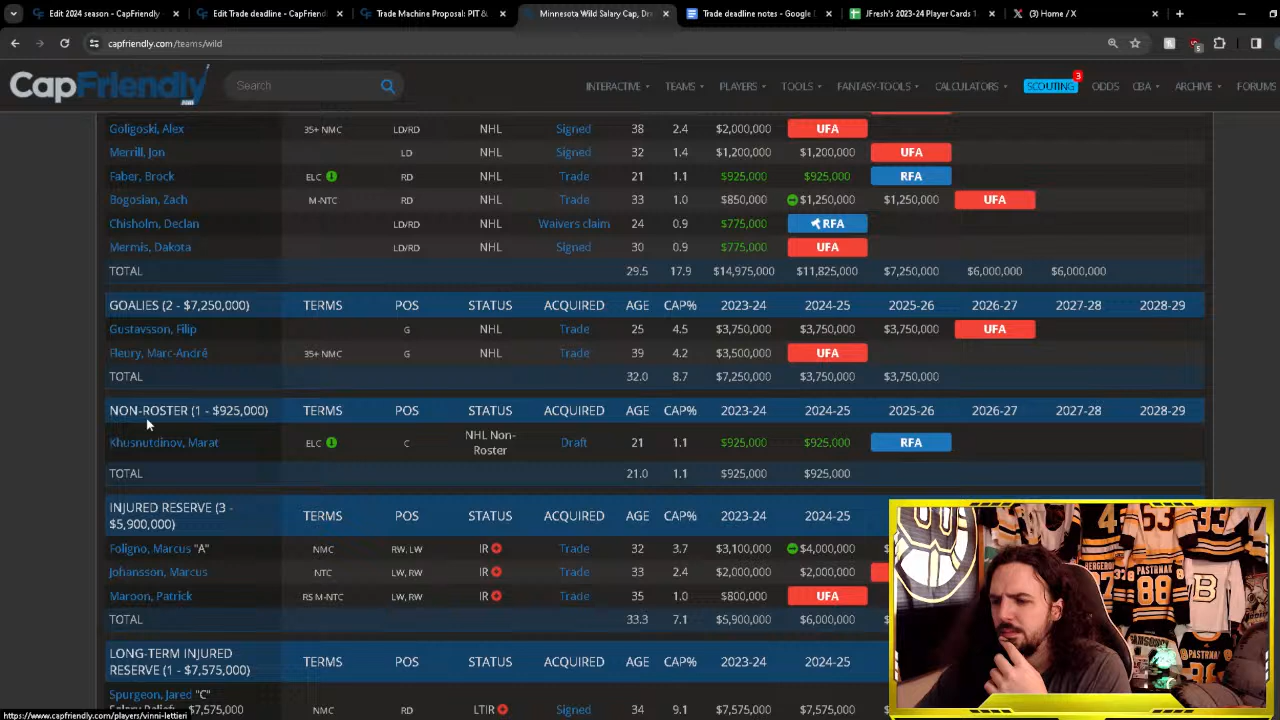 Edit 2024 season - CapFriendly
Edit Trade deadline - CapFriend
Trade Machine Proposal: PIT &
Minnesota Wild Salary Cap, Dr
Trade deadline notes - Google
JFresh's 2023-24 Player Cards
(3) Home / X
capfriendly.com/teams/wild
5
CapFriendly
.com
Search
INTERACTIVE TEAMS PLAYERS TOOLS FANTASY-TOOLS CALCULATORS SCOUTING 3 ODDS CBA ARCHIVE FORUMS
Goligoski, Alex 35+ NMC LD/RD NHL Signed 38 2.4 $2,000,000 UFA
Merrill, Jon LD NHL Signed 32 1.4 $1,200,000 $1,200,000 UFA
Faber, Brock ELC RD NHL Trade 21 1.1 $925,000 $925,000 RFA
Bogosian, Zach M-NTC RD NHL Trade 33 1.0 $850,000 $1,250,000 $1,250,000 UFA
Chisholm, Declan LD/RD NHL Waivers claim 24 0.9 $775,000 RFA
Mermis, Dakota LD/RD NHL Signed 30 0.9 $775,000 UFA
TOTAL 29.5 17.9 $14,975,000 $11,825,000 $7,250,000 $6,000,000 $6,000,000
GOALIES (2 - $7,250,000) TERMS POS STATUS ACQUIRED AGE CAP% 2023-24 2024-25 2025-26 2026-27 2027-28 2028-29
Gustavsson, Filip G NHL Trade 25 4.5 $3,750,000 $3,750,000 $3,750,000 UFA
Fleury, Marc-André 35+ NMC G NHL Trade 39 4.2 $3,500,000 UFA
TOTAL 32.0 8.7 $7,250,000 $3,750,000 $3,750,000
NON-ROSTER (1 - $925,000) TERMS POS STATUS ACQUIRED AGE CAP% 2023-24 2024-25 2025-26 2026-27 2027-28 2028-29
Khusnutdinov, Marat ELC C NHL Non-Roster Draft 21 1.1 $925,000 $925,000 RFA
TOTAL 21.0 1.1 $925,000 $925,000
INJURED RESERVE (3 -
$5,900,000) TERMS POS STATUS ACQUIRED AGE CAP% 2023-24 2024-25
Foligno, Marcus "A" NMC RW, LW IR Trade 32 3.7 $3,100,000 $4,000,000
Johansson, Marcus NTC LW, RW IR Trade 33 2.4 $2,000,000 $2,000,000
Maroon, Patrick RS M-NTC LW, RW IR Trade 35 1.0 $800,000 UFA
TOTAL 33.3 7.1 $5,900,000 $6,000,000
LONG-TERM INJURED
RESERVE (1 - $7,575,000) TERMS POS STATUS ACQUIRED AGE CAP% 2023-24 2024-25
Spurgeon, Jared "C"
$7,575,000 NMC RD LTIR Signed 34 9.1 $7,575,000 $7,575,000
https://www.capfriendly.com/players/vinni-lettieri
PASTRNAK
88
PASTRNAK
53
33
4
B